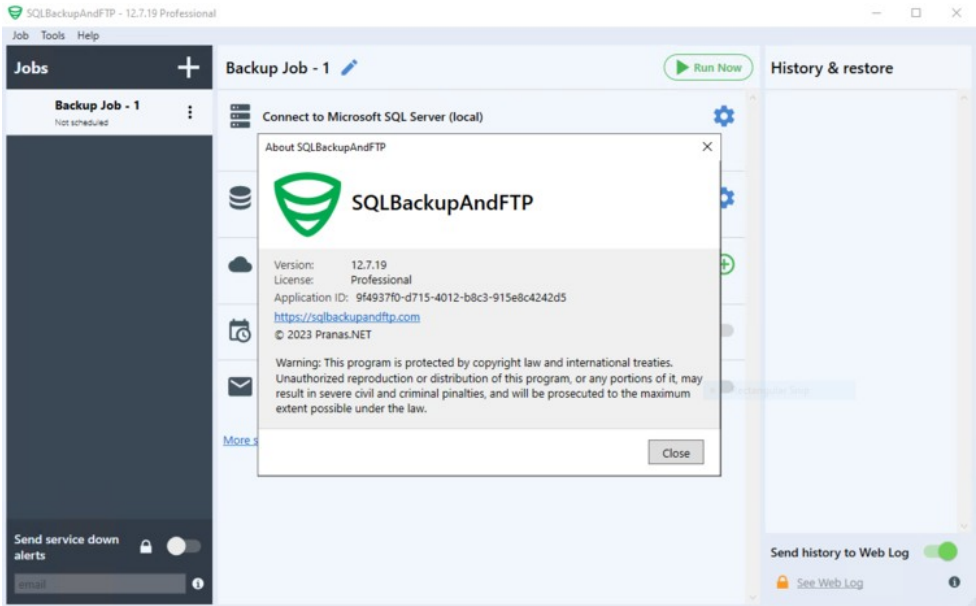 SQLBackupAndFTP - 12.7.19 Professional
Job Tools Help
Jobs
Backup Job - 1
Run Now
History & restore
Backup Job - 1
Not scheduled
Connect to Microsoft SQL Server (local)
About SQLBackupAndFTP
SQLBackupAndFTP
Version: 12.7.19
License: Professional
Application ID: 9f4937f0-d715-4012-b8c3-915e8c4242d5
https://sqlbackupandftp.com
© 2023 Pranas.NET
Warning: This program is protected by copyright law and international treaties.
Unauthorized reproduction or distribution of this program, or any portions of it, may
result in severe civil and criminal pinalties, and will be prosecuted to the maximum
extent possible under the law.
More s
Close
Send service down
alerts
email
Send history to Web Log
See Web Log